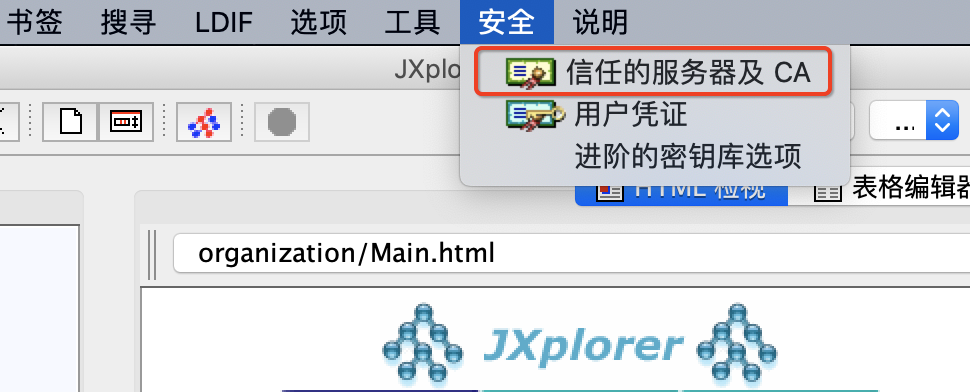 书签 搜寻 LDIF 选项 工具 安全 说明
JXplo
信任的服务器及 CA
用户凭证
进阶的密钥库选项
...
HTML 检视
表格编辑器
organization/Main.html
JXplorer